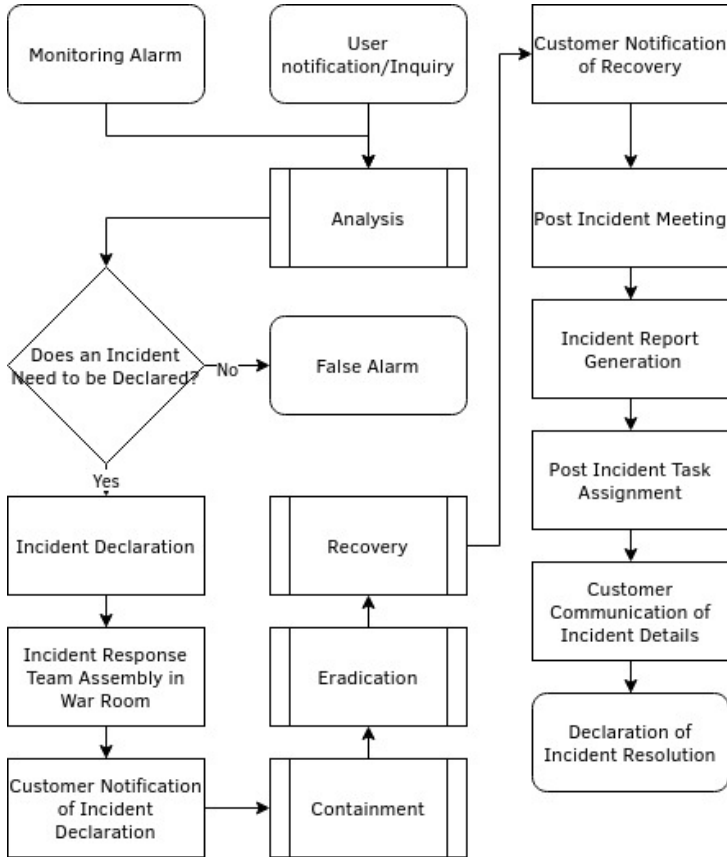 Monitoring Alarm
User
notification/Inquiry
Analysis
Does an Incident
Need to be Declared?
No
False Alarm
Yes
Incident Declaration
Incident Response
Team Assembly in
War Room
Customer Notification
of Incident
Declaration
Containment
Eradication
Recovery
Customer Notification
of Recovery
Post Incident Meeting
Incident Report
Generation
Post Incident Task
Assignment
Customer
Communication of
Incident Details
Declaration of
Incident Resolution